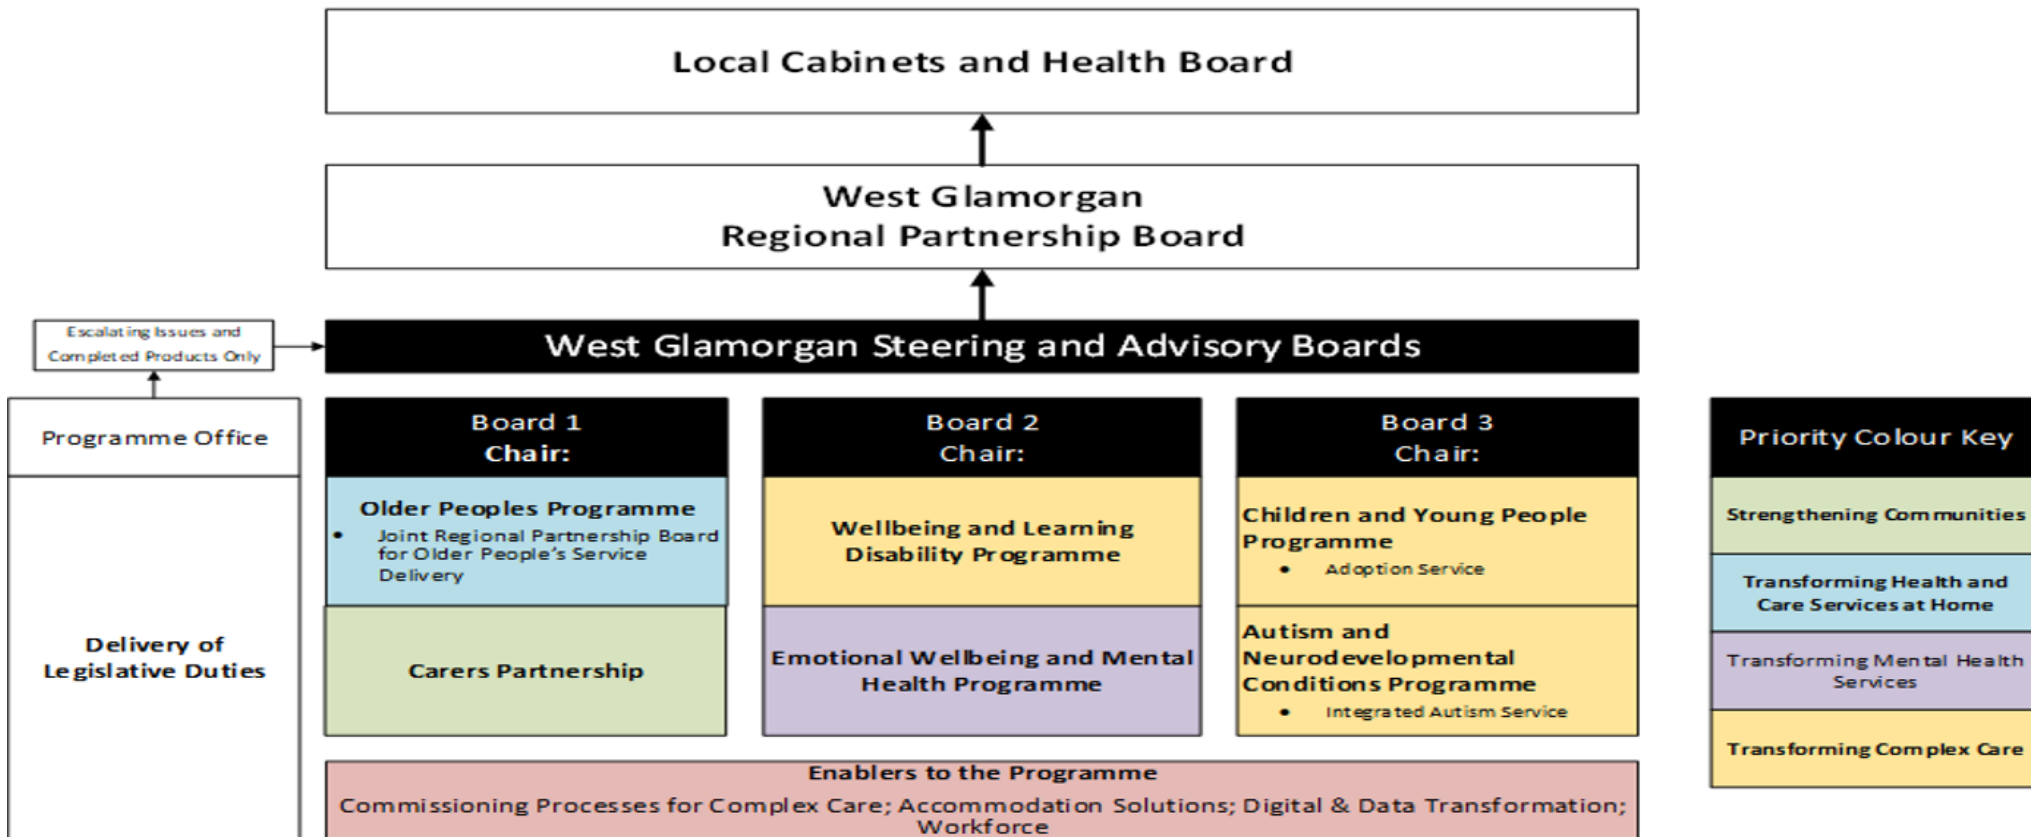 Local Cabinets and Health Board
West Glamorgan
Regional Partnership Board
Escalating Issues and
Completed Products Only
West Glamorgan Steering and Advisory Boards
Programme Office
Delivery of
Legislative Duties
Board 1
Chair:
Older Peoples Programme
• Joint Regional Partnership Board
for Older People's Service
Delivery
Carers Partnership
Board 2
Chair:
Wellbeing and Learning
Disability Programme
Emotional Wellbeing and Mental
Health Programme
Board 3
Chair:
Children and Young People
Programme
• Adoption Service
Autism and
Neurodevelopmental
Conditions Programme
• Integrated Autism Service
Enablers to the Programme
Commissioning Processes for Complex Care; Accommodation Solutions; Digital & Data Transformation;
Workforce
Priority Colour Key
Strengthening Communities
Transforming Health and
Care Services at Home
Transforming Mental Health
Services
Transforming Complex Care